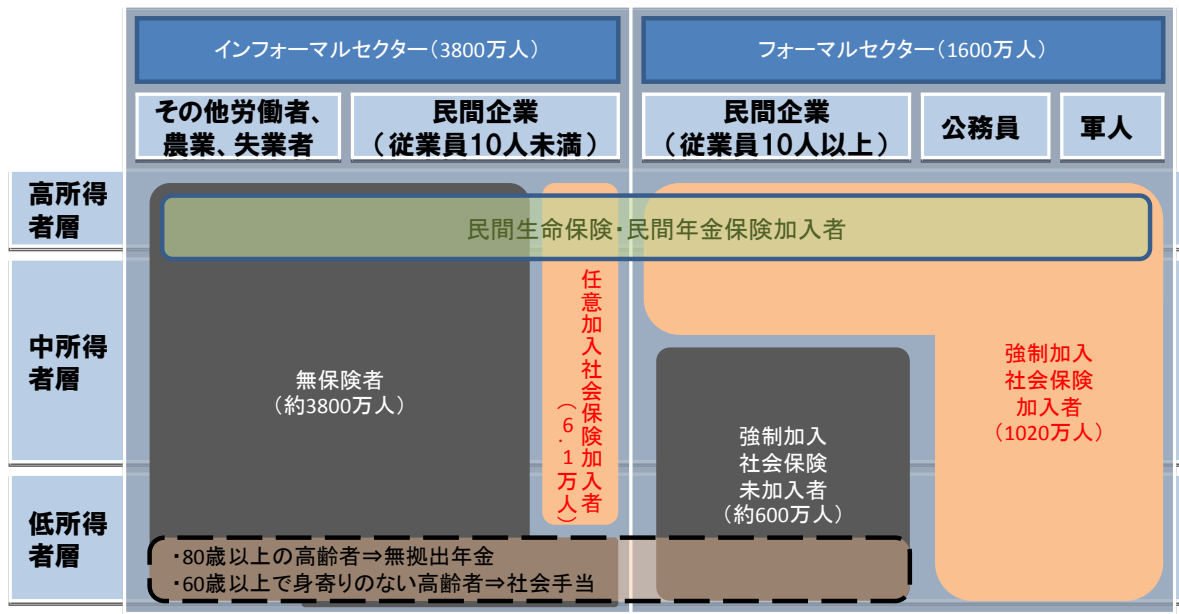 インフォーマルセクター(3800万人)
フォーマルセクター(1600万人)
その他労働者、
農業、失業者
民間企業
(従業員10人未満)
民間企業
(従業員10人以上)
公務員
軍人
高所得
者層
民間生命保険・民間年金保険加入者
中所得
者層
無保険者
(約3800万人)
任意加入社会保険加入者
(6.1万人)
強制加入
社会保険
未加入者
(約600万人)
強制加入
社会保険
加入者
(1020万人)
低所得
者層
・80歳以上の高齢者⇒無拠出年金
・60歳以上で身寄りのない高齢者⇒社会手当